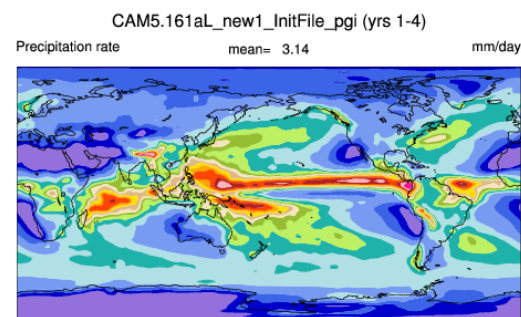 CAM5.161aL_new1_InitFile_pgi (yrs 1-4)
Precipitation rate mean= 3.14 mm/day